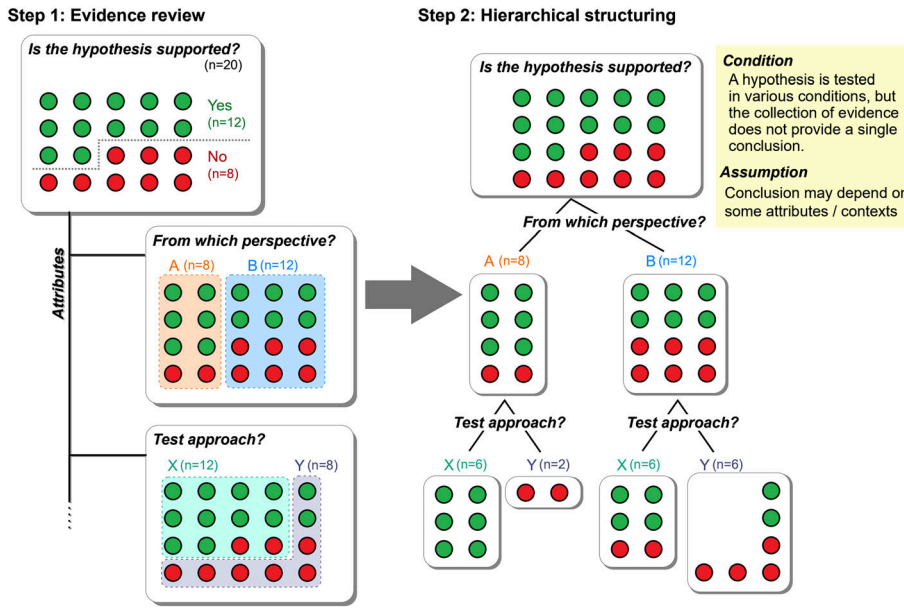 Step 1: Evidence review
Is the hypothesis supported?
(n=20)
Yes
(n=12)
No
(n=8)
Attributes
From which perspective?
A (n=8) B (n=12)
Test approach?
X (n=12) Y (n=8)
Step 2: Hierarchical structuring
Is the hypothesis supported?
From which perspective?
A (n=8) B (n=12)
Test approach? Test approach?
X (n=6) Y (n=2) X (n=6) Y (n=6)
Condition
A hypothesis is tested
in various conditions, but
the collection of evidence
does not provide a single
conclusion.
Assumption
Conclusion may depend on
some attributes / contexts